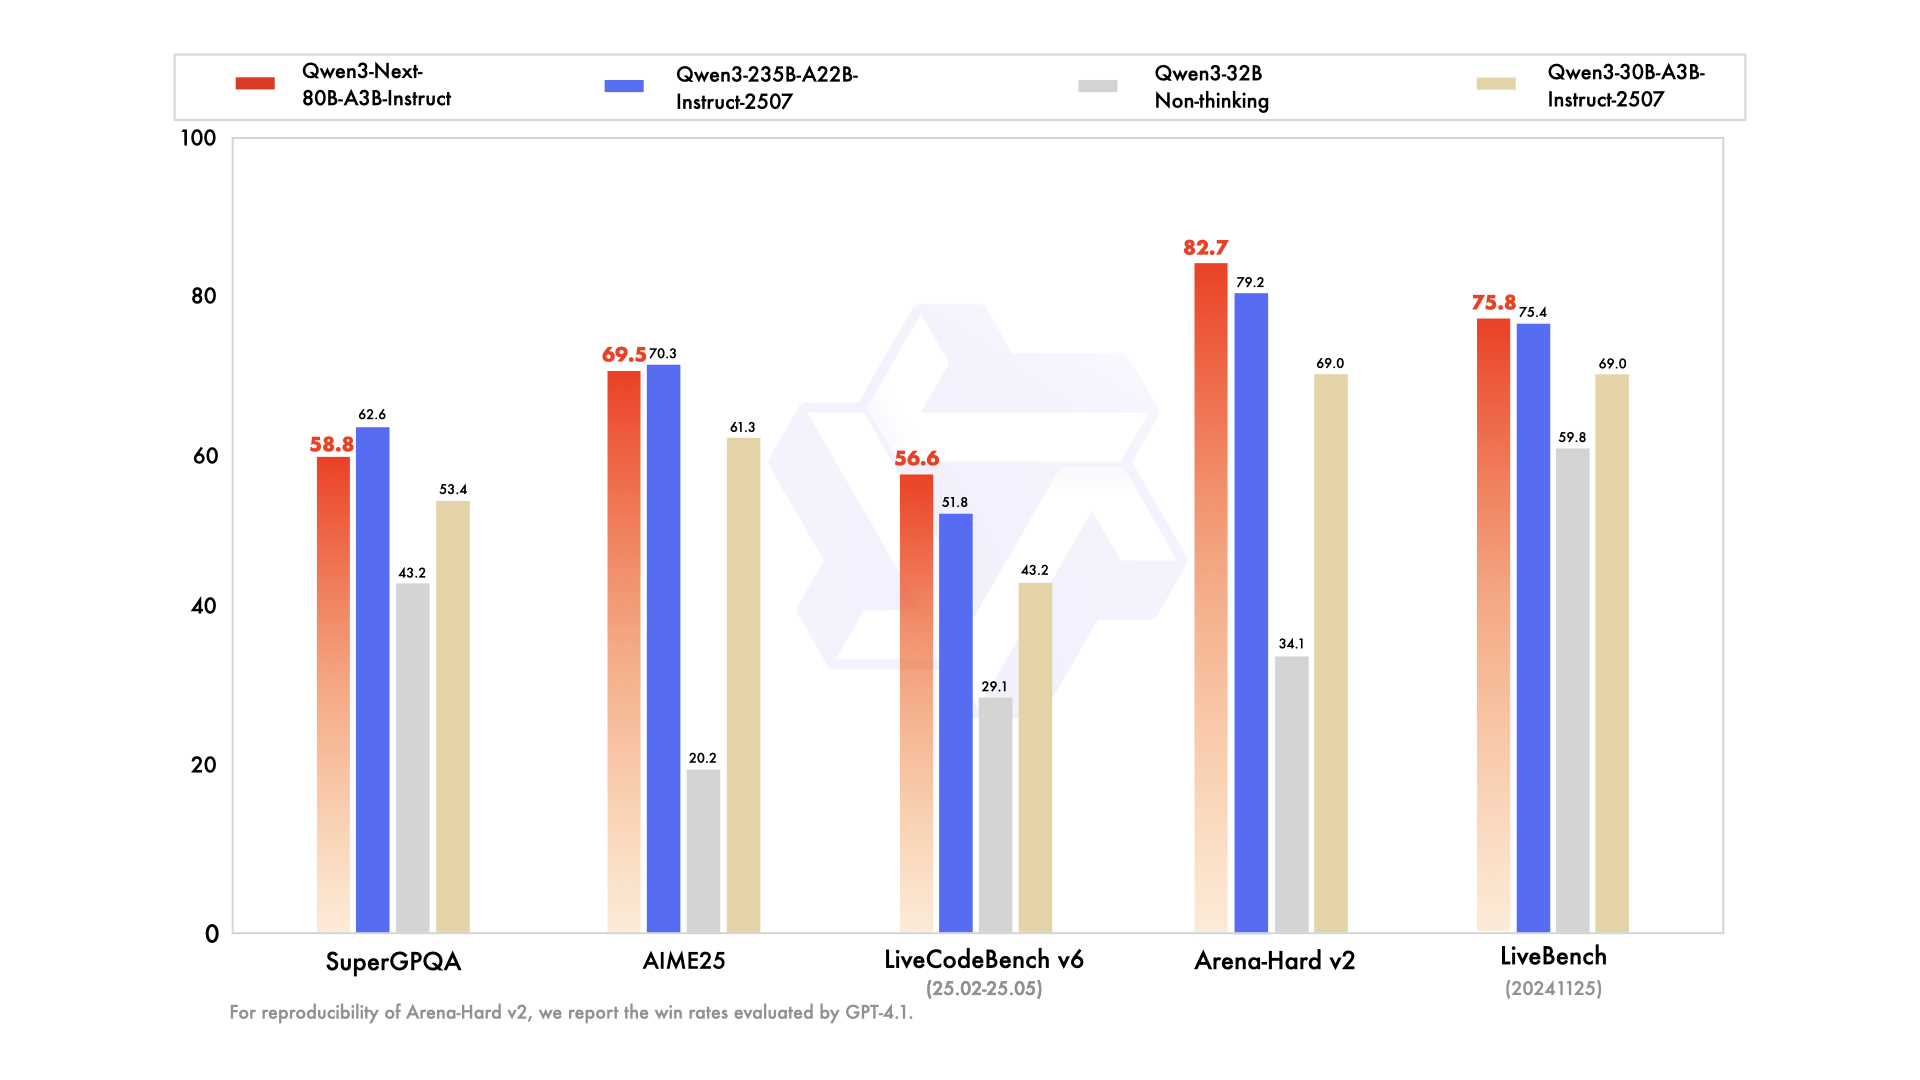 Qwen3-Next-
80B-A3B-Instruct
Qwen3-235B-A22B-
Instruct-2507
Qwen3-32B
Non-thinking
Qwen3-30B-A3B-
Instruct-2507
100
80
60
40
20
0
58.8
62.6
43.2
53.4
69.5
70.3
20.2
61.3
56.6
51.8
29.1
43.2
82.7
79.2
34.1
69.0
75.8
75.4
59.8
69.0
SuperGPQA
AIME25
LiveCodeBench v6
(25.02-25.05)
Arena-Hard v2
LiveBench
(20241125)
For reproducibility of Arena-Hard v2, we report the win rates evaluated by GPT-4.1.